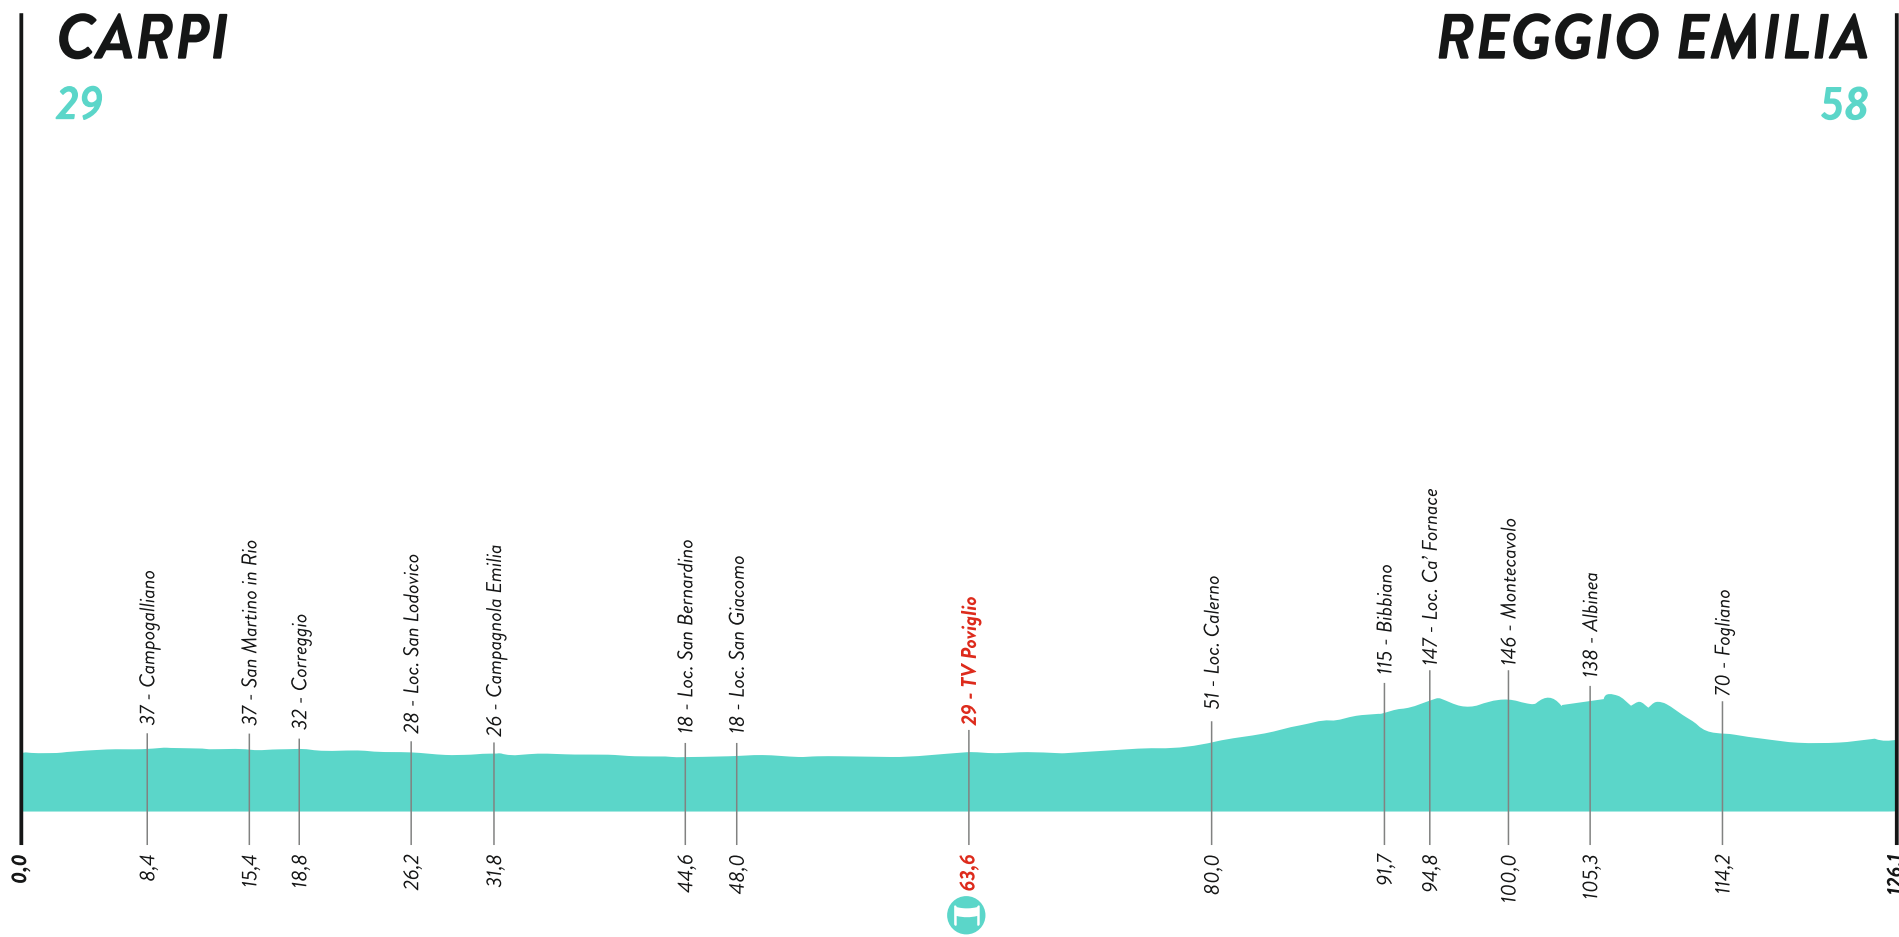 CARPI
29
REGGIO EMILIA
58
37 - Campogalliano
37 - San Martino in Rio
32 - Correggio
28 - Loc. San Lodovico
26 - Campagnola Emilia
18 - Loc. San Bernardino
18 - Loc. San Giacomo
29 - TV Poviglio
51 - Loc. Calerno
115 - Bibbiano
147 - Loc. Ca’ Fornace
146 - Montecavolo
138 - Albinea
70 - Fogliano
0,0
8,4
15,4
18,8
26,2
31,8
44,6
48,0
63,6
80,0
91,7
94,8
100,0
105,3
114,2
126,1